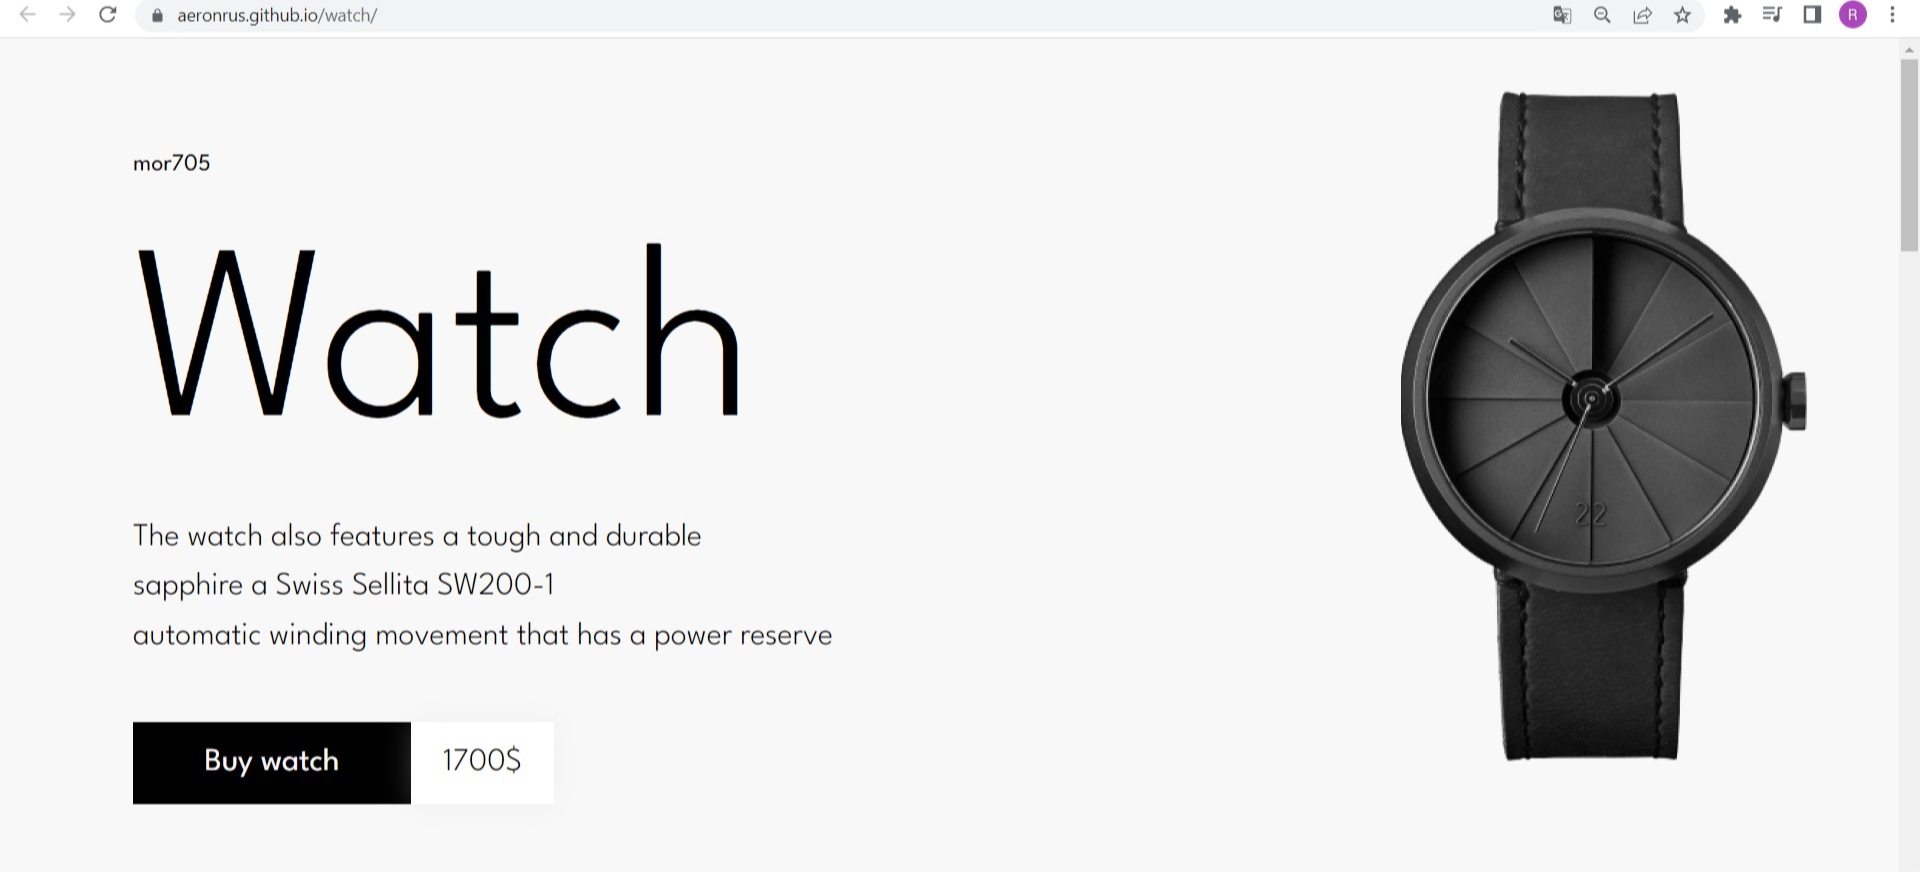 aeronrus.github.io/watch/
R
mor705
Watch
The watch also features a tough and durable
sapphire a Swiss Sellita SW200-1
automatic winding movement that has a power reserve
22
Buy watch 1700$